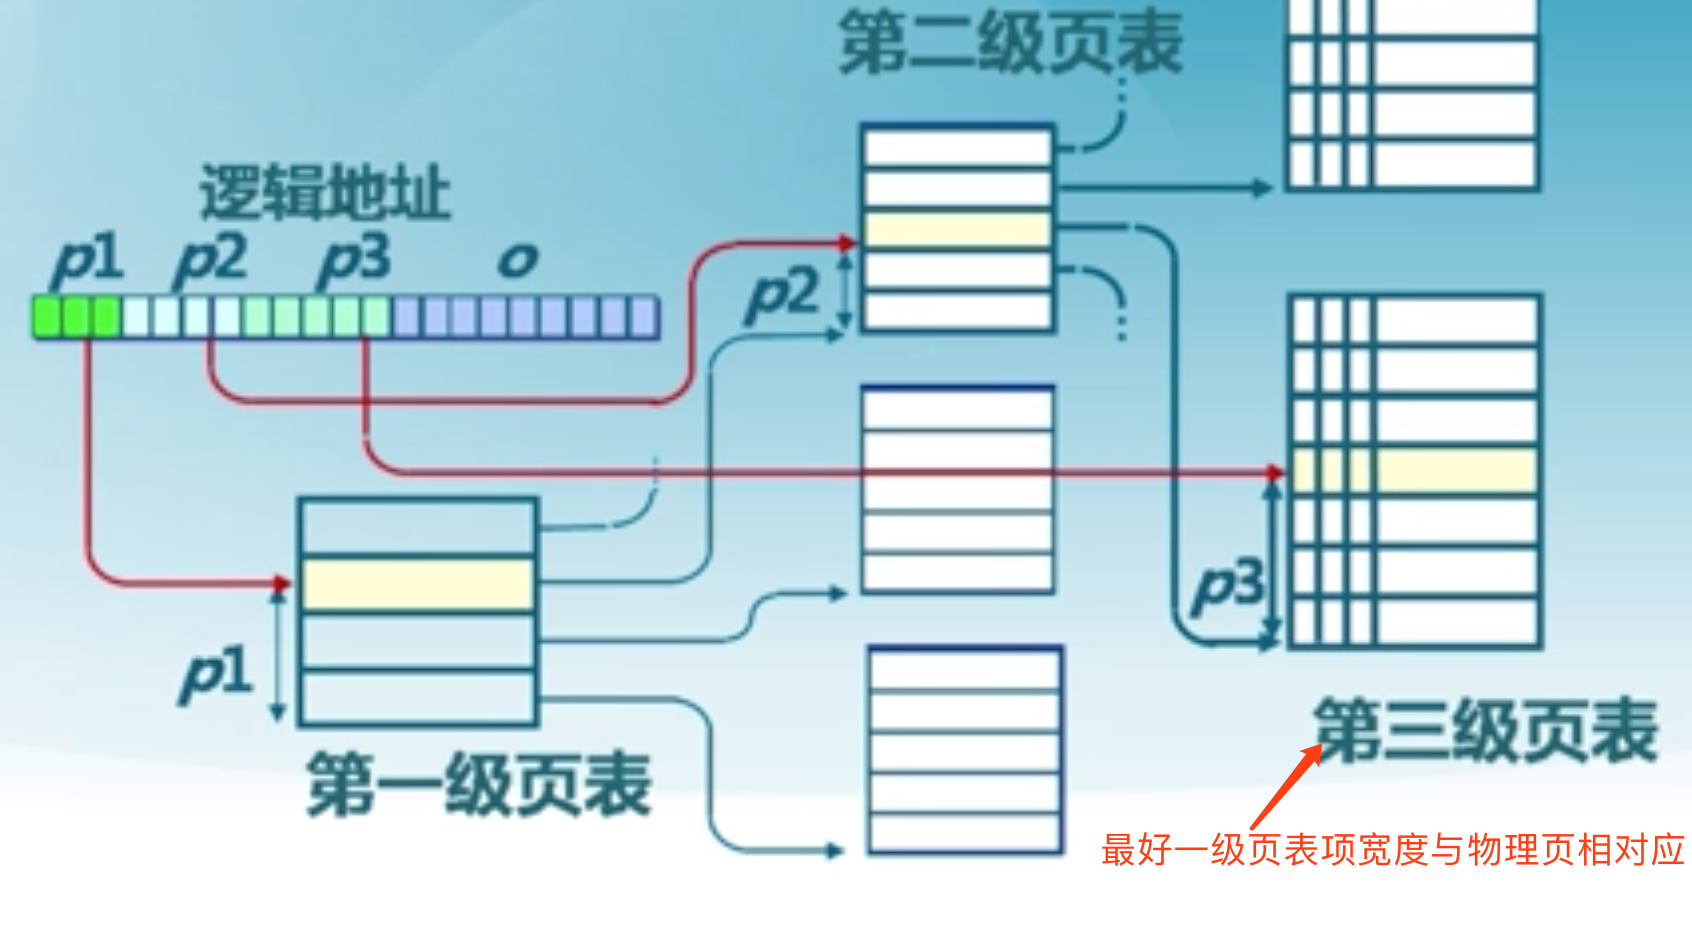 第二级页表
逻辑地址
p1 p2 p3 o
p2
p3
p1
第三级页表
第一级页表
最好一级页表项宽度与物理页相对应